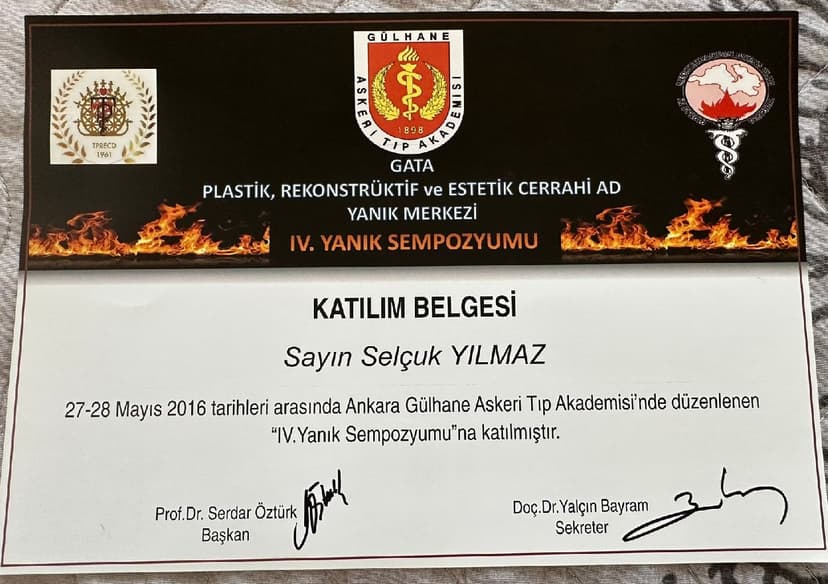 GÜLHANE
ASKERİ TIP AKADEMİSİ
1898
TPRECD
1961
GATA
PLASTİK, REKONSTRÜKTİF ve ESTETİK CERRAHİ AD
YANIK MERKEZİ
IV. YANIK SEMPOZYUMU
KATILIM BELGESİ
Sayın Selçuk YILMAZ
27-28 Mayıs 2016 tarihleri arasında Ankara Gülhane Askeri Tıp Akademisi'nde düzenlenen
“IV.Yanık Sempozyumu”na katılmıştır.
Prof.Dr. Serdar Öztürk
Başkan
Doç.Dr.Yalçın Bayram
Sekreter